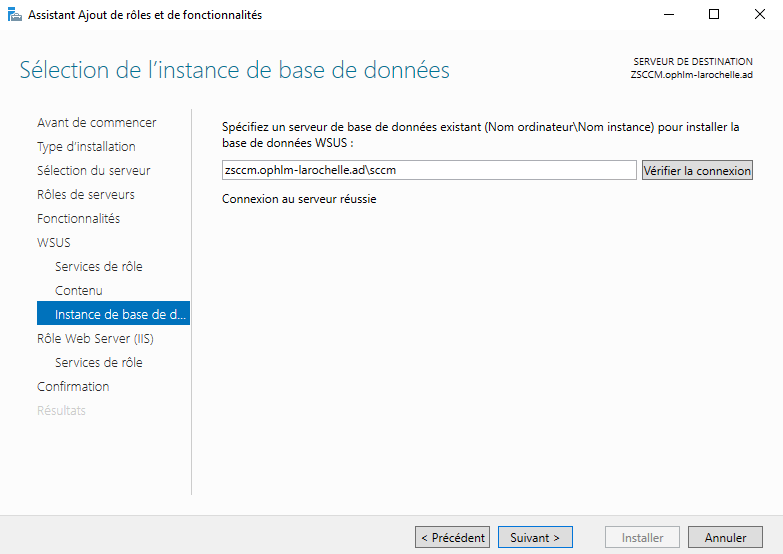 Assistant Ajout de rôles et de fonctionnalités
Sélection de l'instance de base de données
SERVEUR DE DESTINATION
ZSCCM.ophlm-larochelle.ad
Avant de commencer
Type d'installation
Sélection du serveur
Rôles de serveurs
Fonctionnalités
WSUS
Services de rôle
Contenu
Instance de base de d...
Rôle Web Server (IIS)
Services de rôle
Confirmation
Résultats
Spécifiez un serveur de base de données existant (Nom ordinateur\Nom instance) pour installer la
base de données WSUS :
zsccm.ophlm-larochelle.ad\sccm
Vérifier la connexion
Connexion au serveur réussie
< Précédent
Suivant >
Installer
Annuler